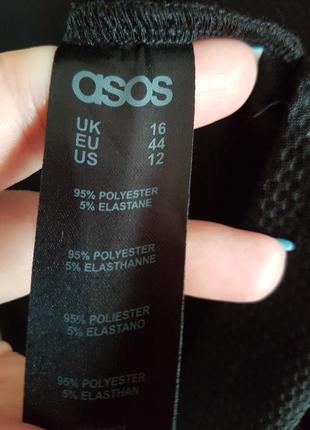 asos
UK 16
EU 44
US 12
95% POLYESTER
5% ELASTANE
95% POLYESTER
5% ELASTHANNE
95% POLIESTER
5% ELASTANO
95% POLYESTER
5% ELASTHAN